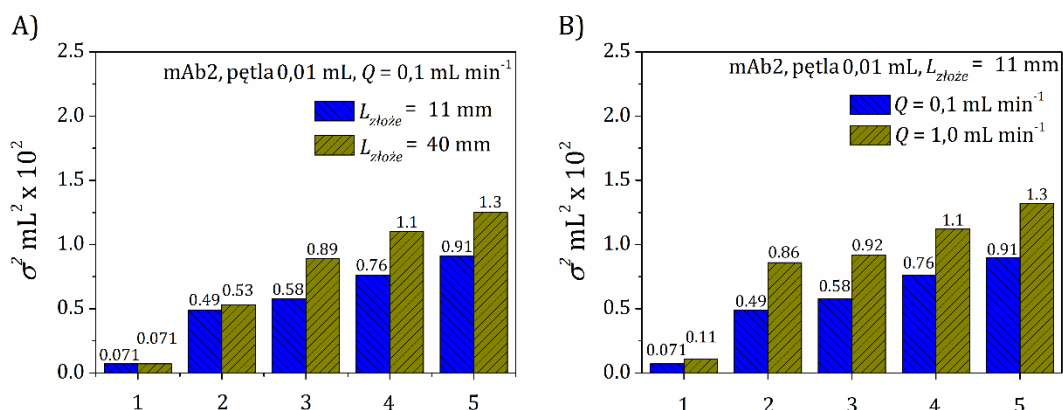 A)
σ² mL² x 10²
2.5
2.0
1.5
1.0
0.5
0.0
mAb2, pętla 0,01 mL, Q = 0,1 mL min⁻¹
L_złoże = 11 mm
L_złoże = 40 mm
0.071
0.071
0.49
0.53
0.58
0.89
0.76
1.1
0.91
1.3
1 2 3 4 5
B)
σ² mL² x 10²
2.5
2.0
1.5
1.0
0.5
0.0
mAb2, pętla 0,01 mL, L_złoże = 11 mm
Q = 0,1 mL min⁻¹
Q = 1,0 mL min⁻¹
0.071
0.11
0.49
0.86
0.58
0.92
0.76
1.1
0.91
1.3
1 2 3 4 5